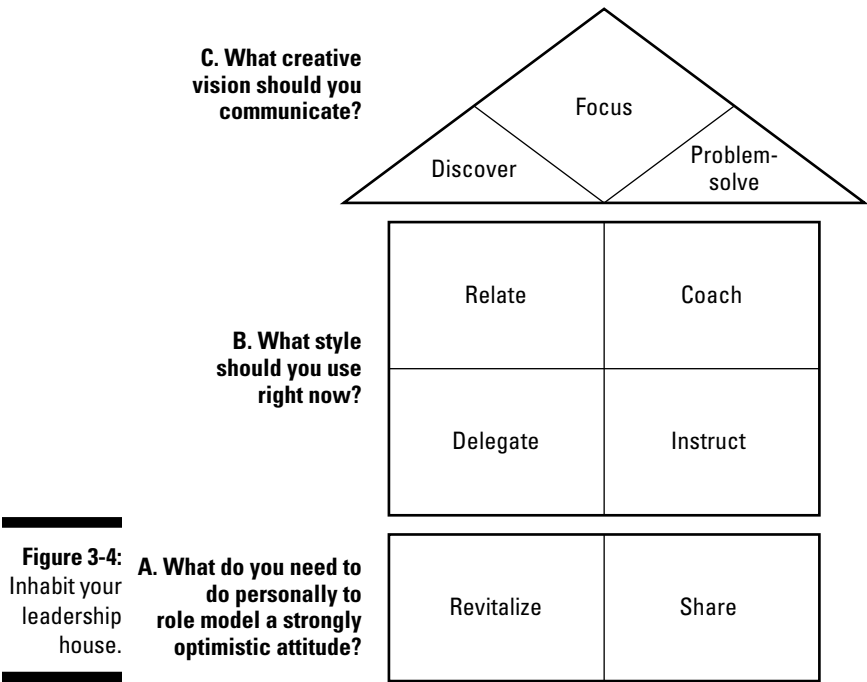 C. What creative
vision should you
communicate?
Focus
Discover
Problem-
solve
B. What style
should you use
right now?
Relate
Coach
Delegate
Instruct
Figure 3-4:
Inhabit your
leadership
house.
A. What do you need to
do personally to
role model a strongly
optimistic attitude?
Revitalize
Share